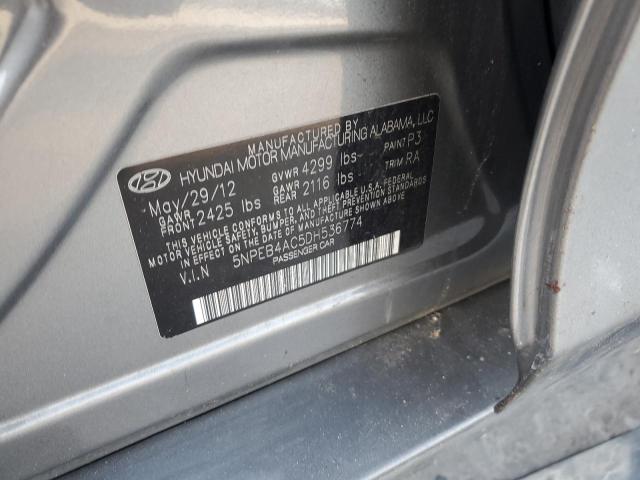 MANUFACTURED BY
HYUNDAI MOTOR MANUFACTURING ALABAMA, LLC
May/29/12 GVWR 4299 lbs PAINT P3
GAWR FRONT 2425 lbs GAWR REAR 2116 lbs TRIM RA
THIS VEHICLE CONFORMS TO ALL APPLICABLE U.S.A. FEDERAL
MOTOR VEHICLE SAFETY, BUMPER, AND THEFT PREVENTION STANDARDS
IN EFFECT ON THE DATE OF MANUFACTURE SHOWN ABOVE.
V.I.N 5NPEB4AC5DH536774
PASSENGER CAR